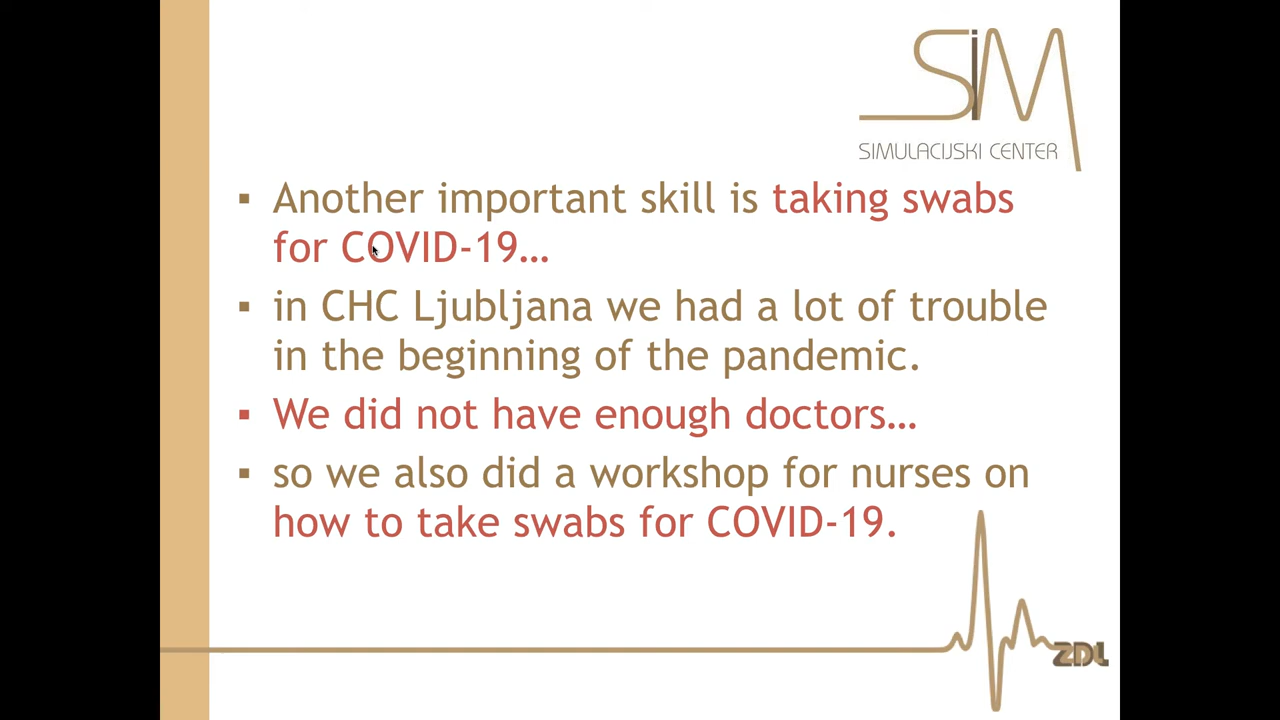 SiM
SIMULACIJSKI CENTER
▪ Another important skill is taking swabs
for COVID-19…
▪ in CHC Ljubljana we had a lot of trouble
in the beginning of the pandemic.
▪ We did not have enough doctors…
▪ so we also did a workshop for nurses on
how to take swabs for COVID-19.
ZDL